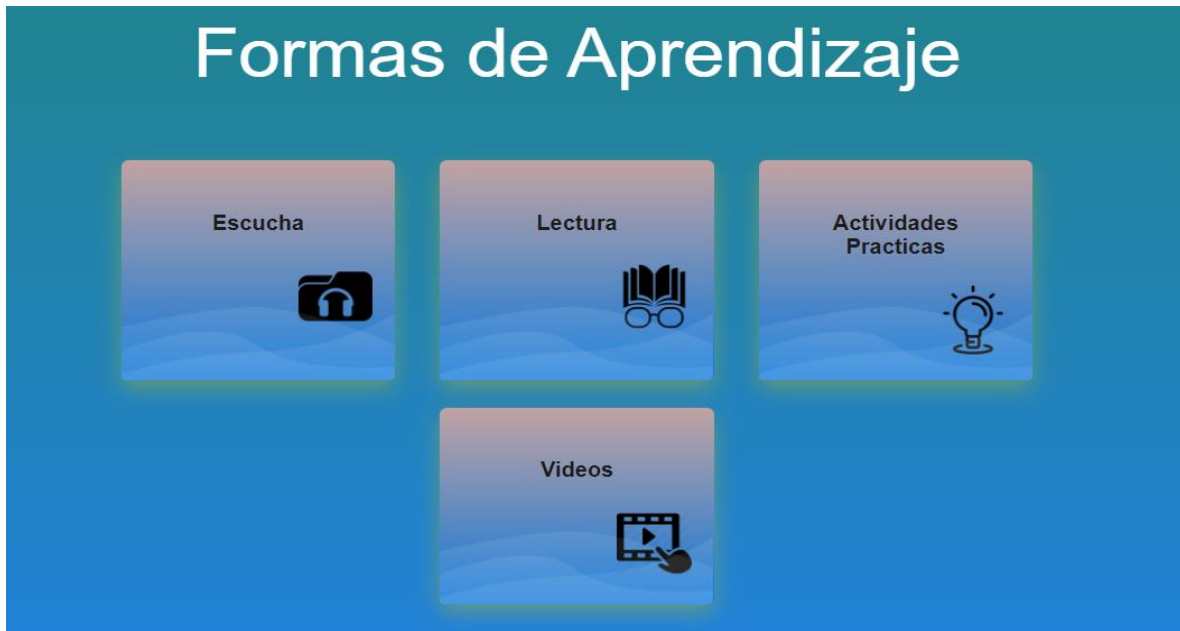 Formas de Aprendizaje
Escucha
Lectura
Actividades
Practicas
Videos